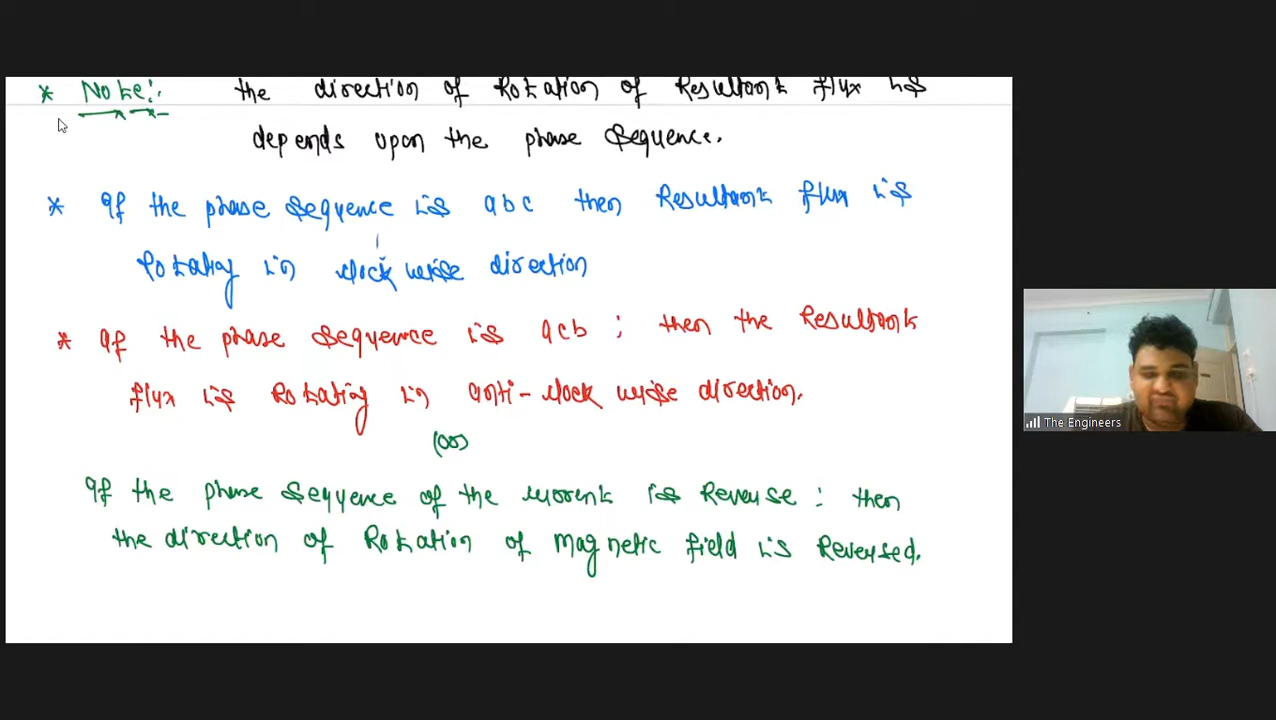 * Note:- the direction of Rotation of Resultant flux is
depends upon the phase sequence.
* If the phase sequence is abc then Resultant flux is
rotating in clock wise direction
* If the phase sequence is acb ; then the Resultant
flux is Rotating in anti-clock wise direction.
(or)
If the phase sequence of the current is Reverse : then
the direction of Rotation of magnetic field is Reversed.
The Engineers